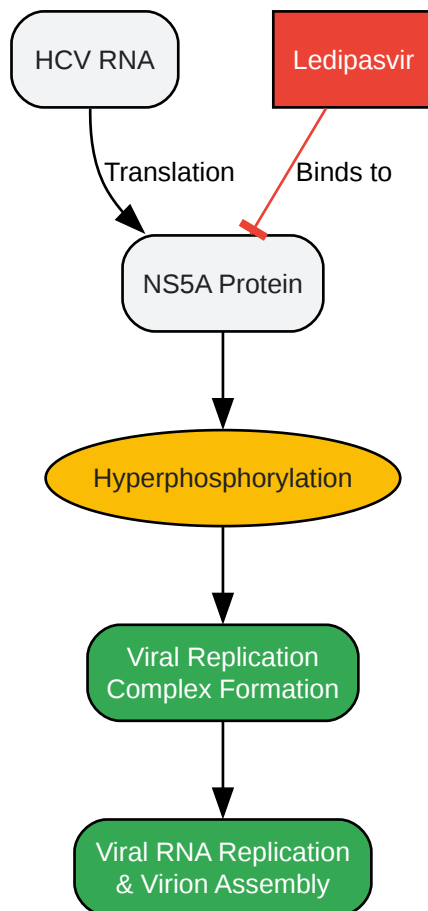 HCV RNA
Ledipasvir
Translation
Binds to
NS5A Protein
Hyperphosphorylation
Viral Replication
Complex Formation
Viral RNA Replication
& Virion Assembly